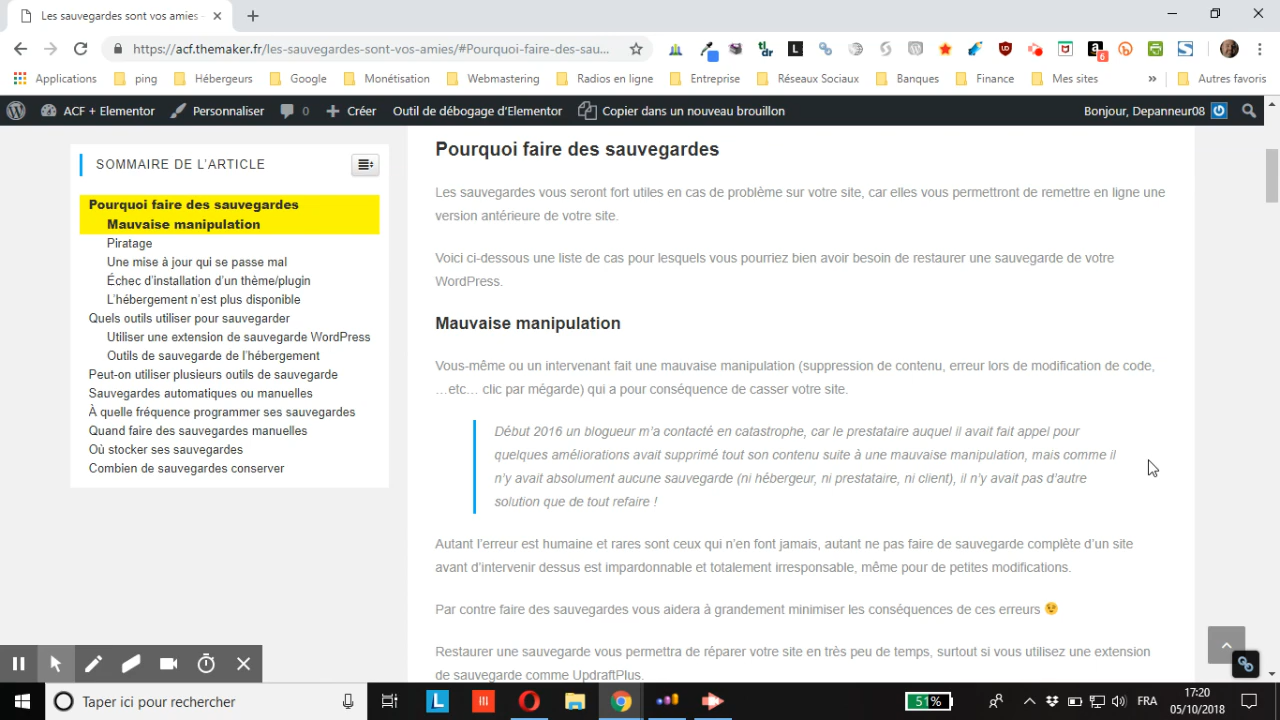 Les sauvegardes sont vos amies -
https://acf.themaker.fr/les-sauvegardes-sont-vos-amies/#Pourquoi-faire-des-sau...
Applications ping Hébergeurs Google Monétisation Webmastering Radios en ligne Entreprise Réseaux Sociaux Banques Finance Mes sites » Autres favoris
ACF + Elementor Personnaliser 0 Créer Outil de débogage d'Elementor Copier dans un nouveau brouillon Bonjour, Depanneur08
SOMMAIRE DE L'ARTICLE
Pourquoi faire des sauvegardes
Mauvaise manipulation
Piratage
Une mise à jour qui se passe mal
Échec d'installation d'un thème/plugin
L'hébergement n'est plus disponible
Quels outils utiliser pour sauvegarder
Utiliser une extension de sauvegarde WordPress
Outils de sauvegarde de l'hébergement
Peut-on utiliser plusieurs outils de sauvegarde
Sauvegardes automatiques ou manuelles
À quelle fréquence programmer ses sauvegardes
Quand faire des sauvegardes manuelles
Où stocker ses sauvegardes
Combien de sauvegardes conserver
Pourquoi faire des sauvegardes
Les sauvegardes vous seront fort utiles en cas de problème sur votre site, car elles vous permettront de remettre en ligne une
version antérieure de votre site.
Voici ci-dessous une liste de cas pour lesquels vous pourriez bien avoir besoin de restaurer une sauvegarde de votre
WordPress.
Mauvaise manipulation
Vous-même ou un intervenant fait une mauvaise manipulation (suppression de contenu, erreur lors de modification de code,
…etc… clic par mégarde) qui a pour conséquence de casser votre site.
Début 2016 un blogueur m'a contacté en catastrophe, car le prestataire auquel il avait fait appel pour
quelques améliorations avait supprimé tout son contenu suite à une mauvaise manipulation, mais comme il
n'y avait absolument aucune sauvegarde (ni hébergeur, ni prestataire, ni client), il n'y avait pas d'autre
solution que de tout refaire !
Autant l'erreur est humaine et rares sont ceux qui n'en font jamais, autant ne pas faire de sauvegarde complète d'un site
avant d'intervenir dessus est impardonnable et totalement irresponsable, même pour de petites modifications.
Par contre faire des sauvegardes vous aidera à grandement minimiser les conséquences de ces erreurs 😉
Restaurer une sauvegarde vous permettra de réparer votre site en très peu de temps, surtout si vous utilisez une extension
de sauvegarde comme UpdraftPlus.
Taper ici pour rechercher
51%
FRA
17:20
05/10/2018